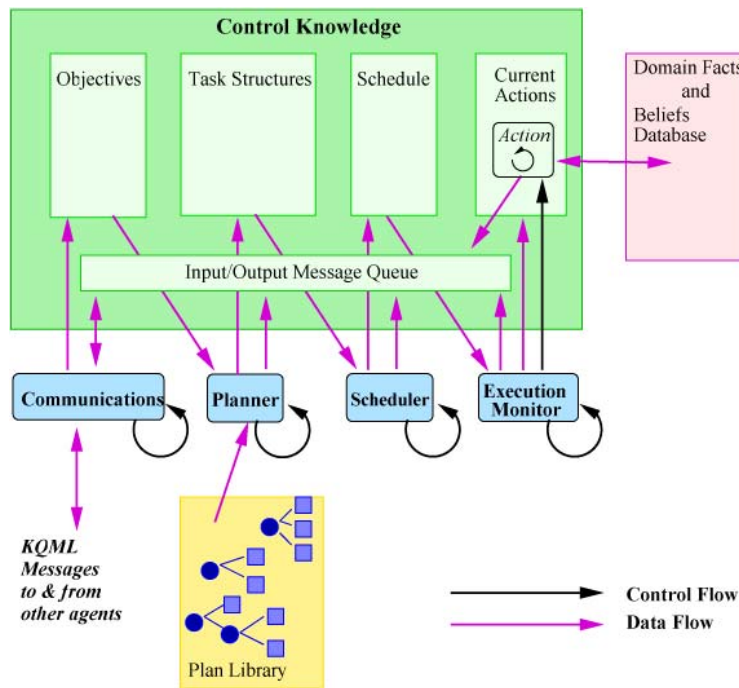 Control Knowledge
Objectives
Task Structures
Schedule
Current
Actions
Action
Domain Facts
and
Beliefs
Database
Input/Output Message Queue
Communications
Planner
Scheduler
Execution
Monitor
KQML
Messages
to & from
other agents
Plan Library
Control Flow
Data Flow